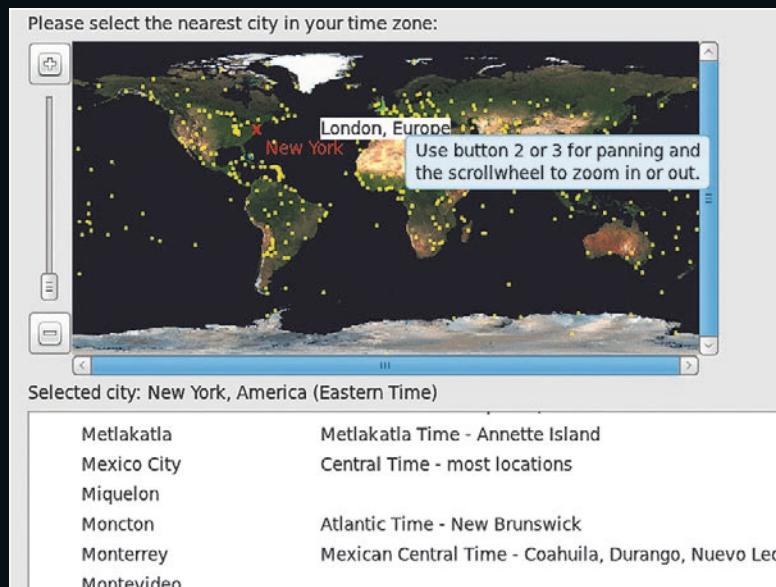 Please select the nearest city in your time zone:
London, Europe
New York
Use button 2 or 3 for panning and
the scrollwheel to zoom in or out.
Selected city: New York, America (Eastern Time)
Metlakatla Metlakatla Time - Annette Island
Mexico City Central Time - most locations
Miquelon
Moncton Atlantic Time - New Brunswick
Monterrey Mexican Central Time - Coahuila, Durango, Nuevo Leo
Montevideo